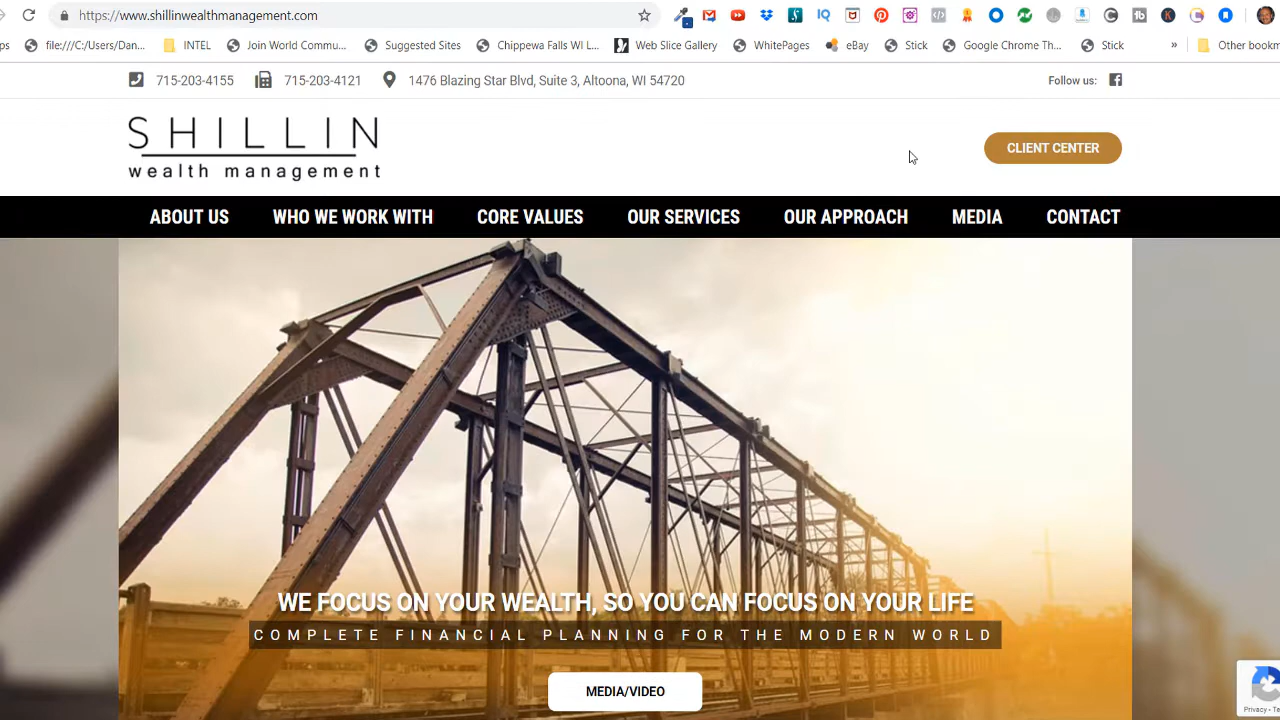 https://www.shillinwealthmanagement.com
ps file:///C:/Users/Dan... INTEL Join World Commu... Suggested Sites Chippewa Falls WI L... Web Slice Gallery WhitePages eBay Stick Google Chrome Th... Stick » Other bookm
715-203-4155 715-203-4121 1476 Blazing Star Blvd, Suite 3, Altoona, WI 54720 Follow us:
SHILLIN
wealth management
CLIENT CENTER
ABOUT US WHO WE WORK WITH CORE VALUES OUR SERVICES OUR APPROACH MEDIA CONTACT
WE FOCUS ON YOUR WEALTH, SO YOU CAN FOCUS ON YOUR LIFE
COMPLETE FINANCIAL PLANNING FOR THE MODERN WORLD
MEDIA/VIDEO
Privacy - Te